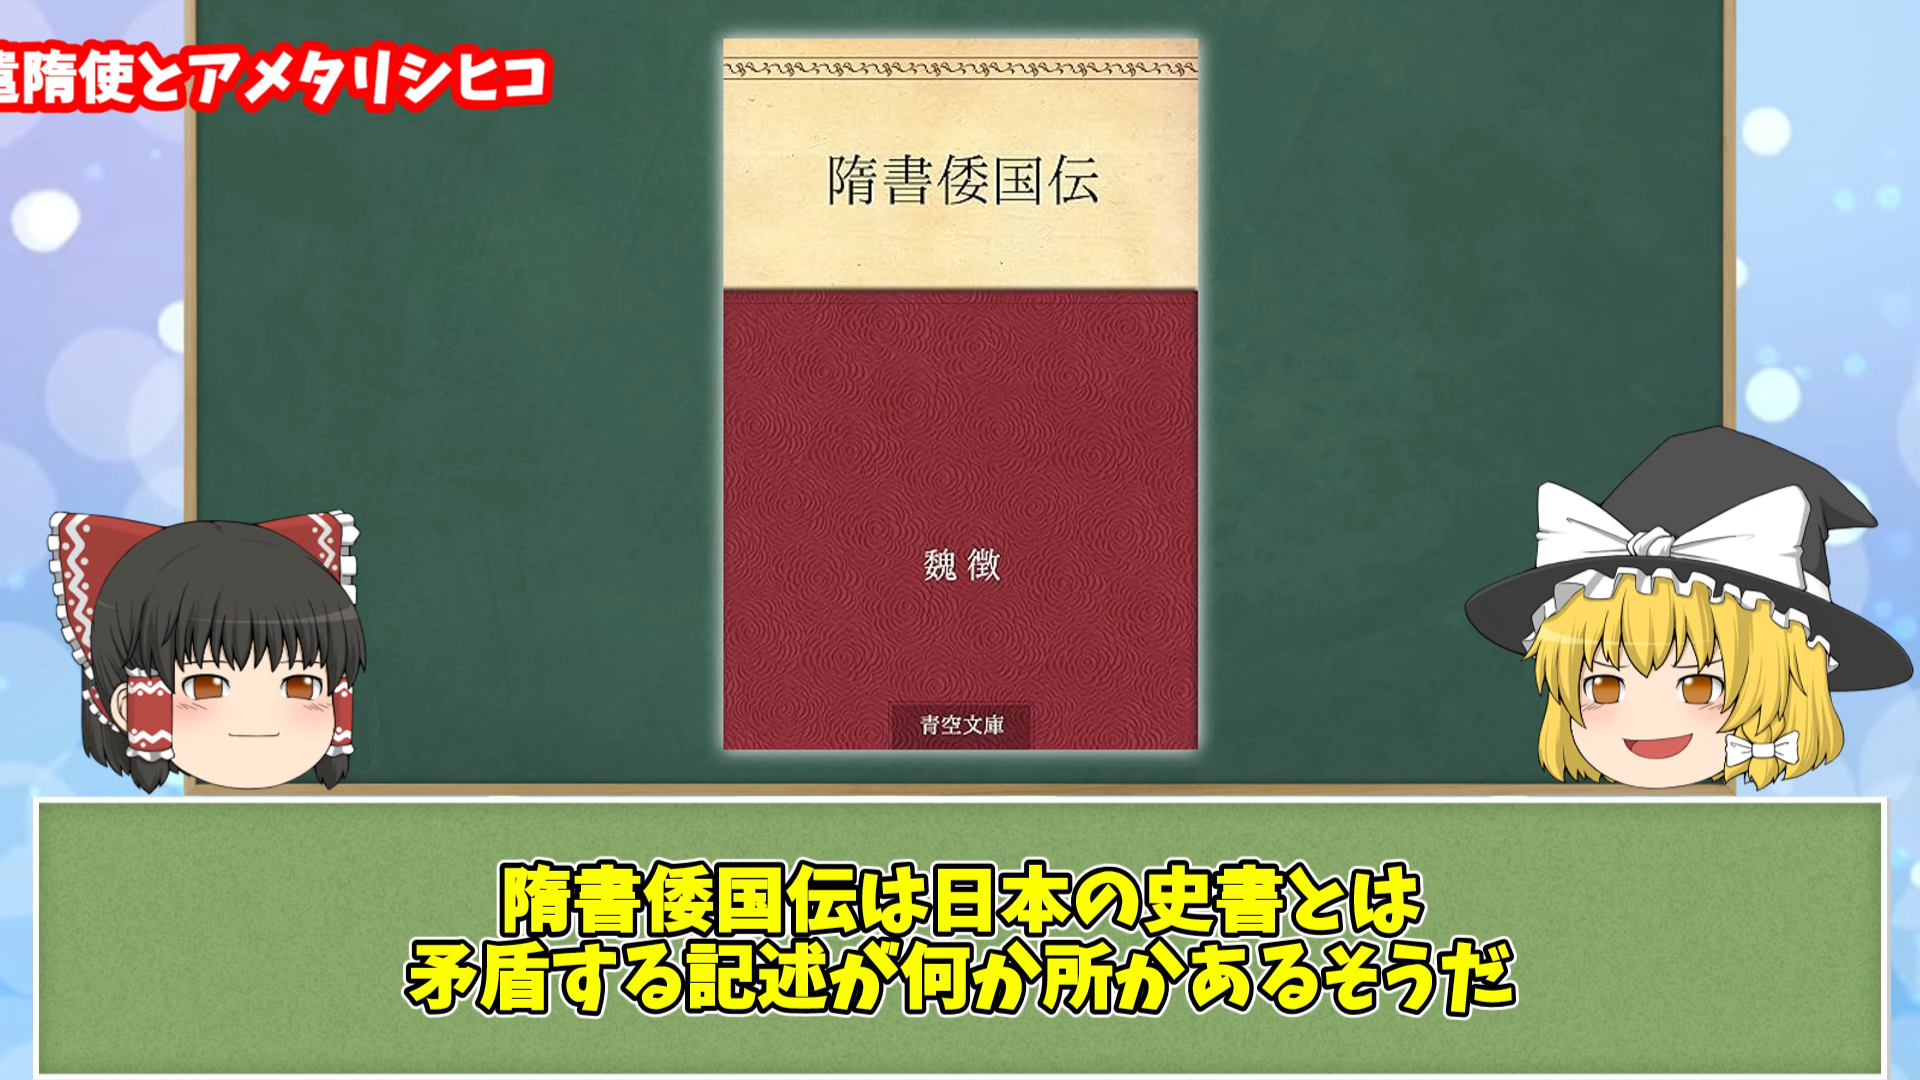 遣隋使とアメタリシヒコ
隋書倭国伝
魏徴
青空文庫
隋書倭国伝は日本の史書とは
矛盾する記述が何か所かあるそうだ